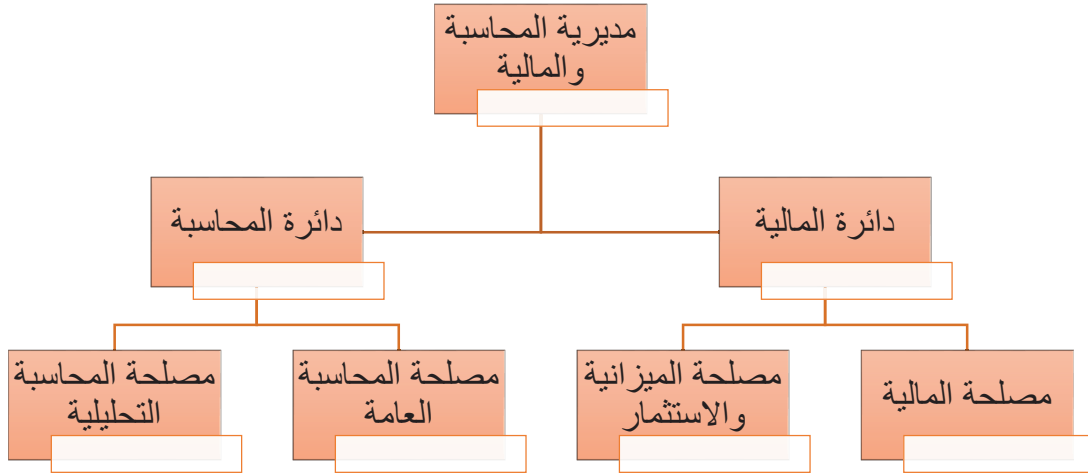 مديرية المحاسبة
والمالية
دائرة المالية
دائرة المحاسبة
مصلحة المالية
مصلحة الميزانية
والاستثمار
مصلحة المحاسبة
العامة
مصلحة المحاسبة
التحليلية